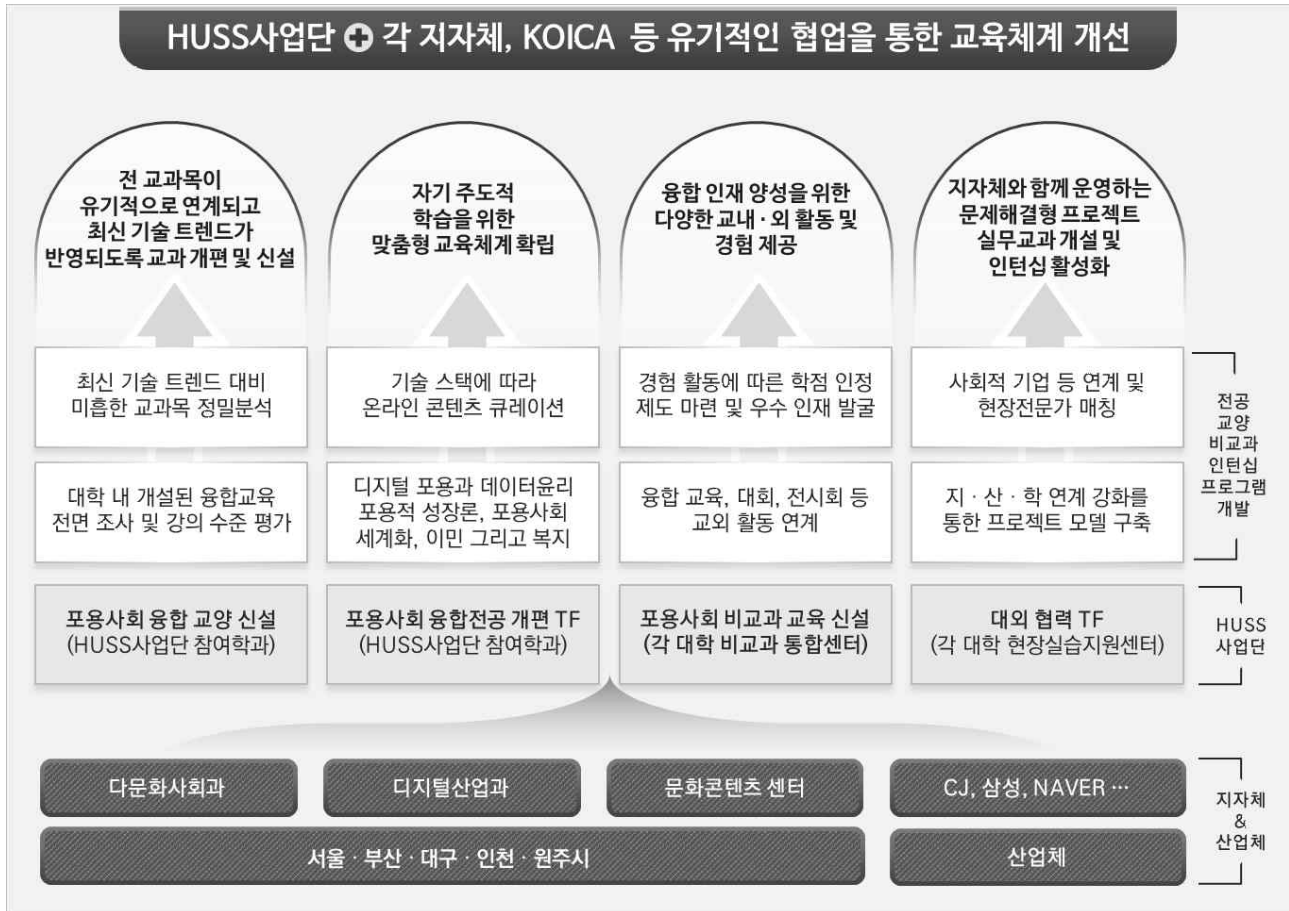 HUSS사업단 + 각 지자체, KOICA 등 유기적인 협업을 통한 교육체계 개선
전 교과목이
유기적으로 연계되고
최신 기술 트렌드가
반영되도록 교과 개편 및 신설
자기 주도적
학습을 위한
맞춤형 교육체계 확립
융합 인재 양성을 위한
다양한 교내 · 외 활동 및
경험 제공
지자체와 함께 운영하는
문제해결형 프로젝트
실무교과 개설 및
인턴십 활성화
최신 기술 트렌드 대비
미흡한 교과목 정밀분석
기술 스택에 따라
온라인 콘텐츠 큐레이션
경험 활동에 따른 학점 인정
제도 마련 및 우수 인재 발굴
사회적 기업 등 연계 및
현장전문가 매칭
대학 내 개설된 융합교육
전면 조사 및 강의 수준 평가
디지털 포용과 데이터윤리
포용적 성장론, 포용사회
세계화, 이민 그리고 복지
융합 교육, 대회, 전시회 등
교외 활동 연계
지 · 산 · 학 연계 강화를
통한 프로젝트 모델 구축
전공
교양
비교과
인턴십
프로그램
개발
포용사회 융합 교양 신설
(HUSS사업단 참여학과)
포용사회 융합전공 개편 TF
(HUSS사업단 참여학과)
포용사회 비교과 교육 신설
(각 대학 비교과 통합센터)
대외 협력 TF
(각 대학 현장실습지원센터)
HUSS
사업단
다문화사회과
디지털산업과
문화콘텐츠 센터
CJ, 삼성, NAVER ···
서울 · 부산 · 대구 · 인천 · 원주시
산업체
지자체
&
산업체